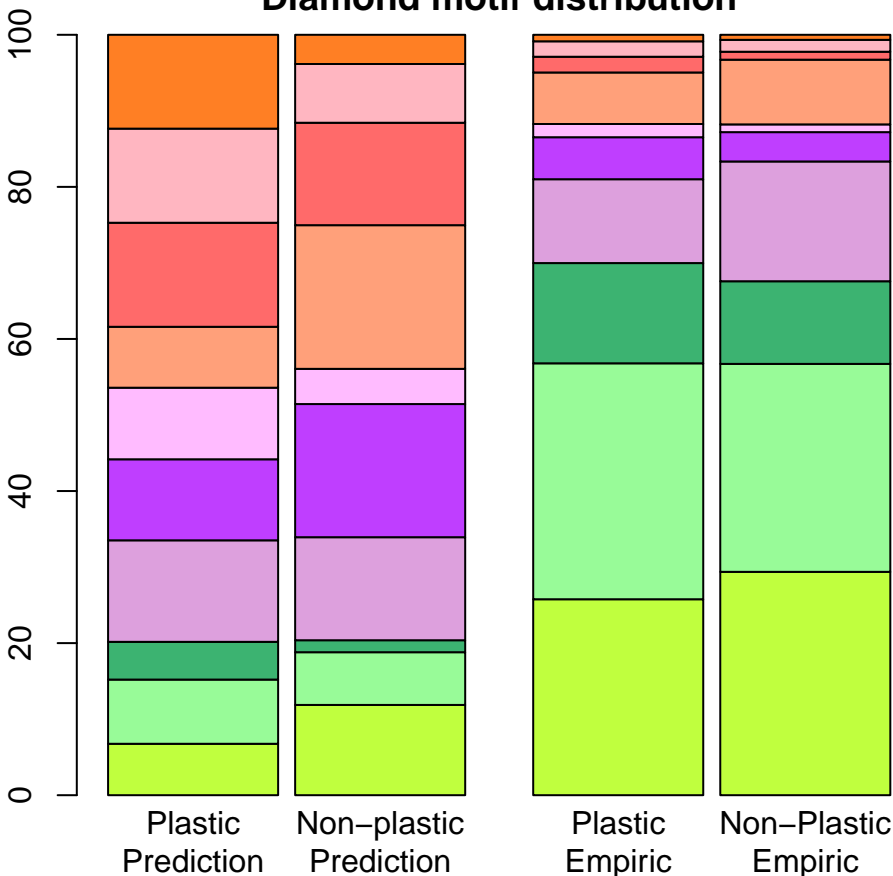 Diamond motif distribution
100
80
60
40
20
0
Plastic Prediction
Non−plastic Prediction
Plastic Empiric
Non−Plastic Empiric